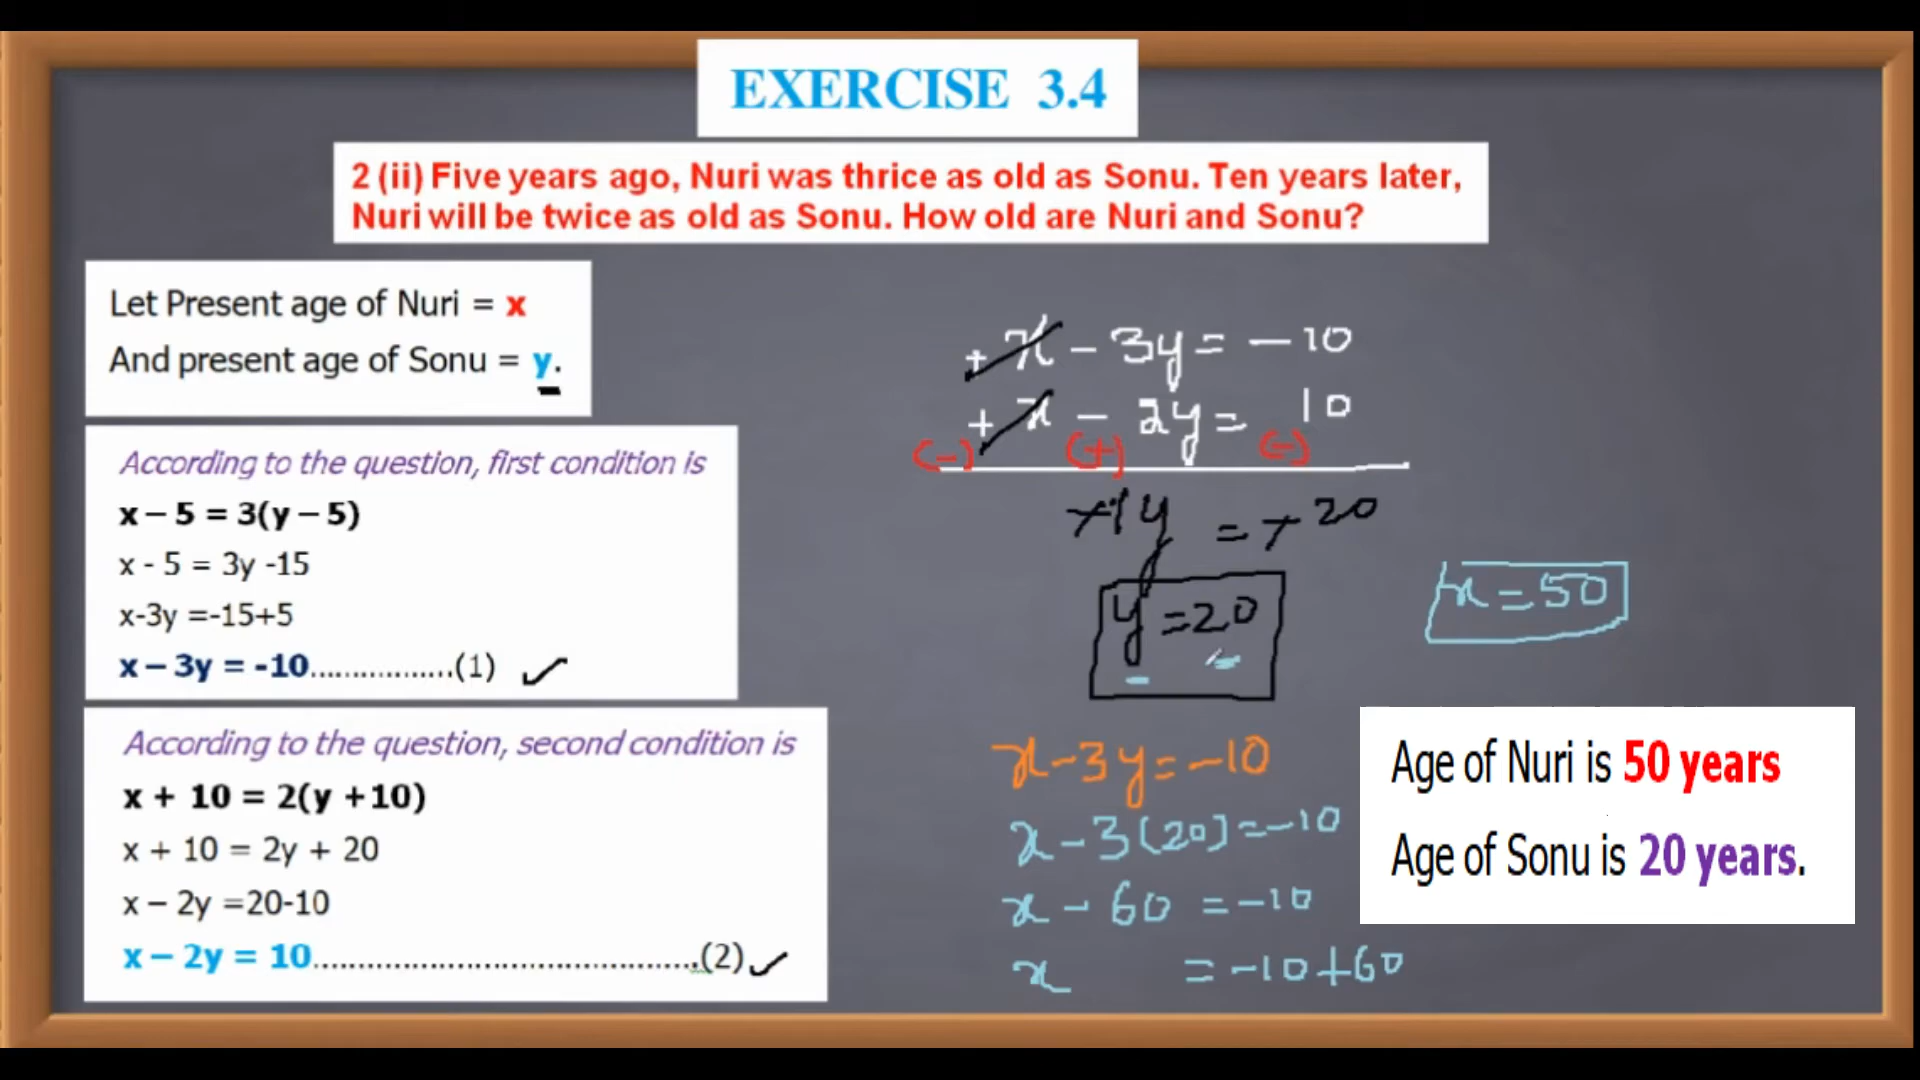 EXERCISE 3.4
2 (ii) Five years ago, Nuri was thrice as old as Sonu. Ten years later,
Nuri will be twice as old as Sonu. How old are Nuri and Sonu?
Let Present age of Nuri = x
And present age of Sonu = y.
According to the question, first condition is
x – 5 = 3(y – 5)
x - 5 = 3y -15
x-3y =-15+5
x – 3y = -10................(1)
According to the question, second condition is
x + 10 = 2(y +10)
x + 10 = 2y + 20
x – 2y =20-10
x – 2y = 10...........................................(2)
+ x - 3y = - 10
+ x - 2y = 10
(-) (+) (-)
+1y = + 20
y = 20
x = 50
x - 3y = -10
x - 3(20) = -10
x - 60 = -10
x = -10+60
Age of Nuri is 50 years
Age of Sonu is 20 years.